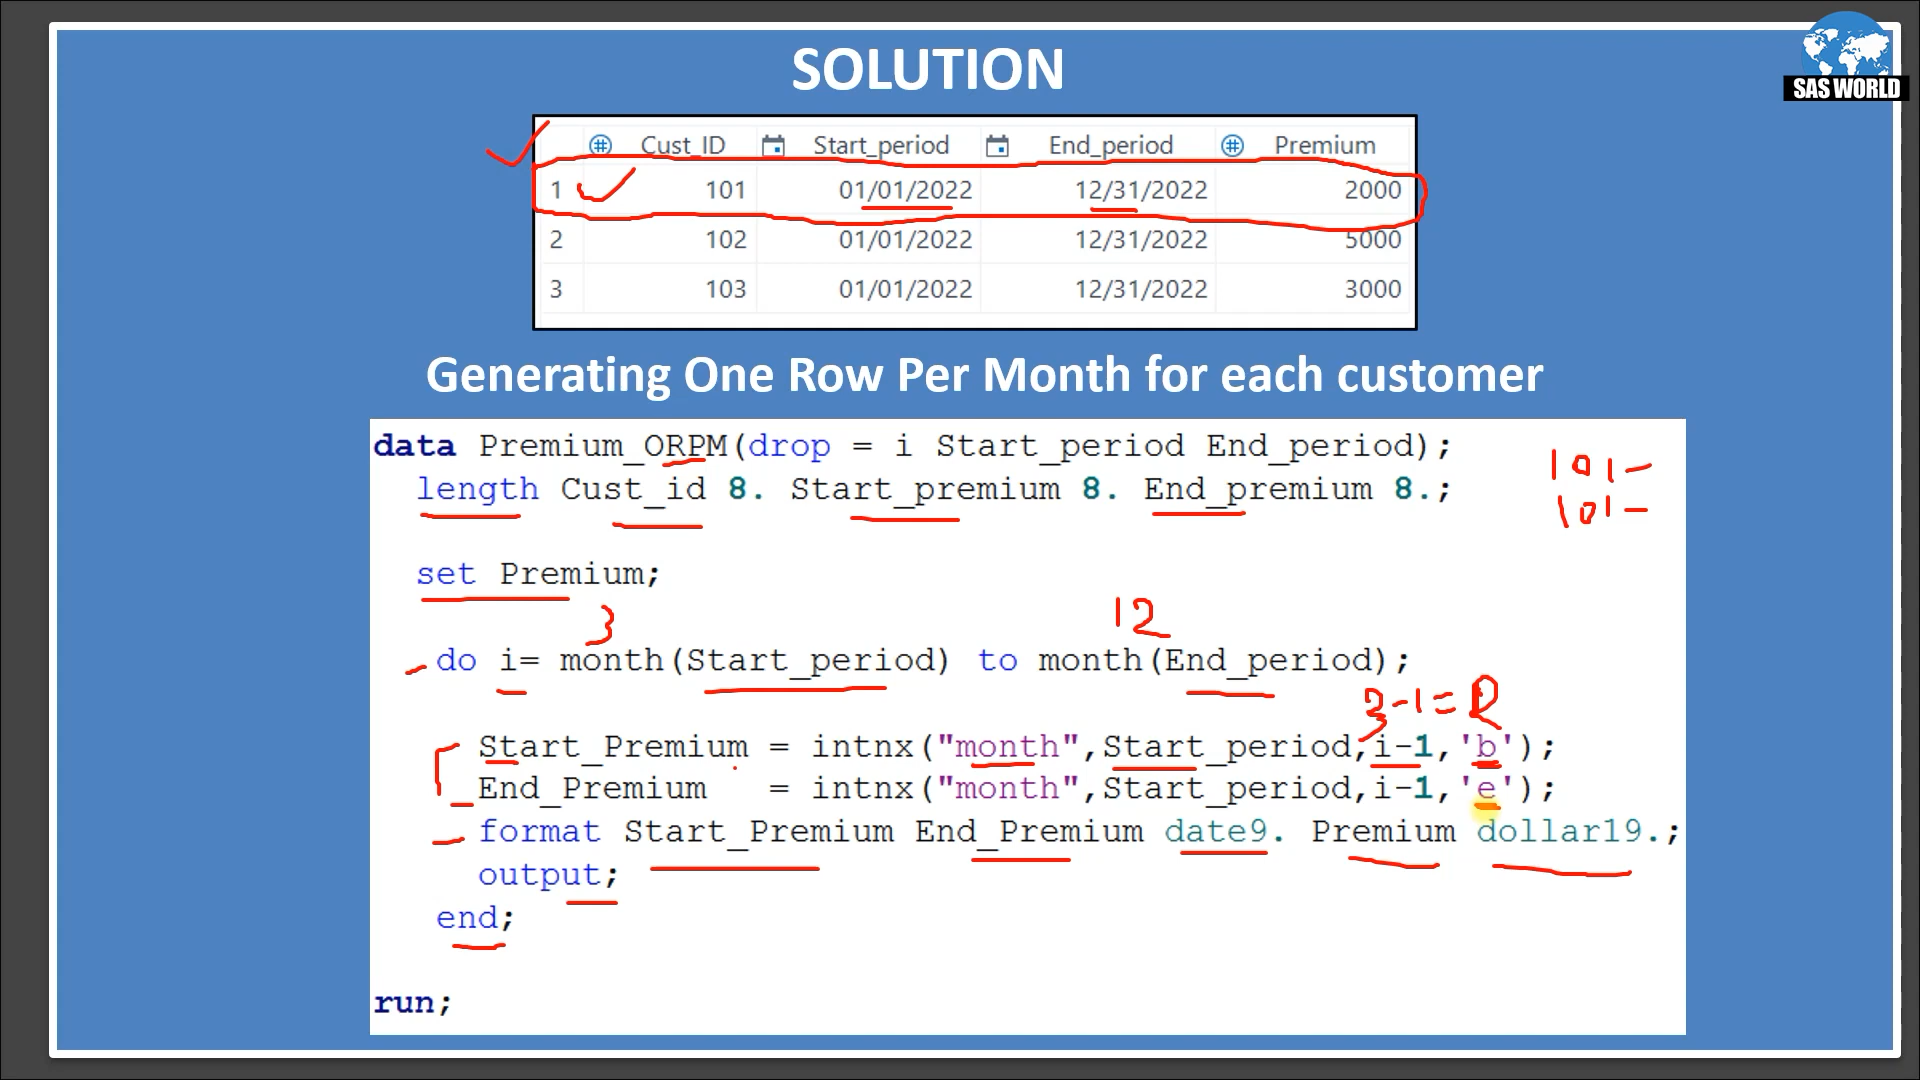 SOLUTION
SAS WORLD
Cust_ID Start_period End_period Premium
1 101 01/01/2022 12/31/2022 2000
2 102 01/01/2022 12/31/2022 5000
3 103 01/01/2022 12/31/2022 3000
Generating One Row Per Month for each customer
data Premium_ORPM(drop = i Start_period End_period);
101-
length Cust_id 8. Start_premium 8. End_premium 8.;
101-
set Premium;
3 12
do i= month(Start_period) to month(End_period);
3-1=
Start_Premium = intnx("month",Start_period,i-1,'b');
End_Premium = intnx("month",Start_period,i-1,'e');
format Start_Premium End_Premium date9. Premium dollar19.;
output;
end;
run;